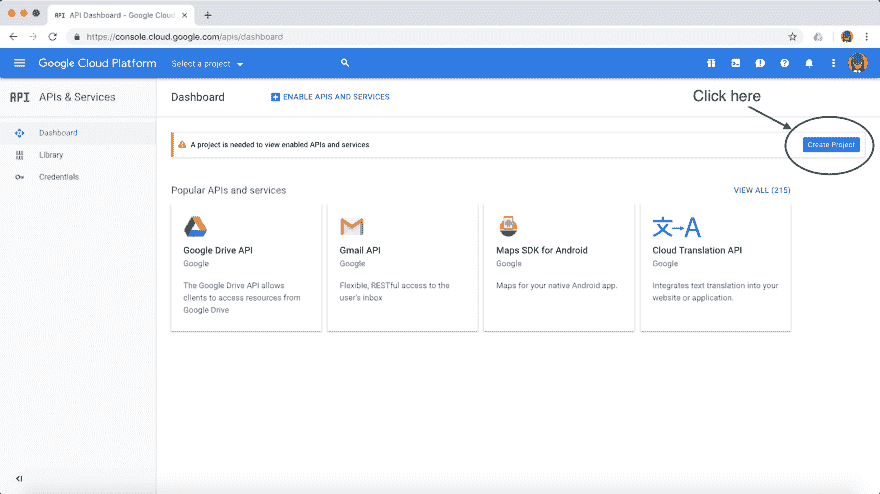 API Dashboard - Google Cloud
https://console.cloud.google.com/apis/dashboard
Google Cloud Platform
Select a project
API
APIs & Services
Dashboard
ENABLE APIS AND SERVICES
Click here
Dashboard
Library
Credentials
A project is needed to view enabled APIs and services
Create Project
Popular APIs and services
VIEW ALL (215)
Google Drive API
Google
The Google Drive API allows
clients to access resources from
Google Drive
Gmail API
Google
Flexible, RESTful access to the
user's inbox
Maps SDK for Android
Google
Maps for your native Android app.
文→A
Cloud Translation API
Google
Integrates text translation into your
website or application.